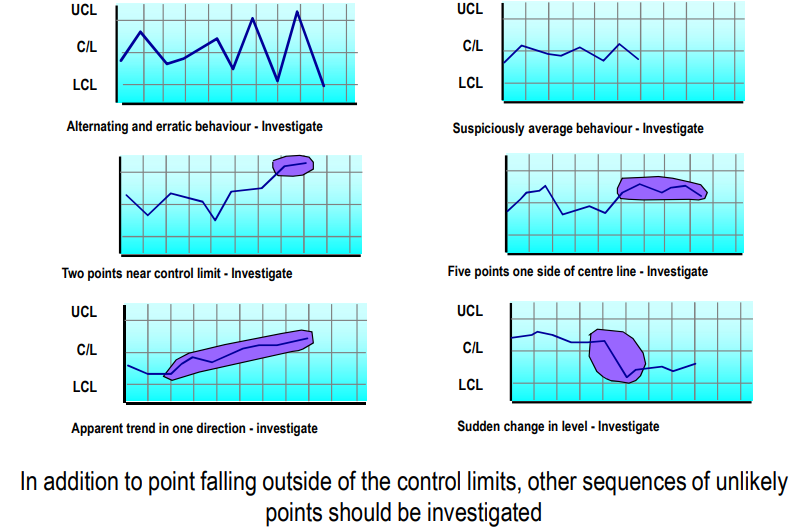 UCL
C/L
LCL
Alternating and erratic behaviour - Investigate
UCL
C/L
LCL
Suspiciously average behaviour - Investigate
Two points near control limit - Investigate
Five points one side of centre line - Investigate
UCL
C/L
LCL
Apparent trend in one direction - investigate
UCL
C/L
LCL
Sudden change in level - Investigate
In addition to point falling outside of the control limits, other sequences of unlikely
points should be investigated